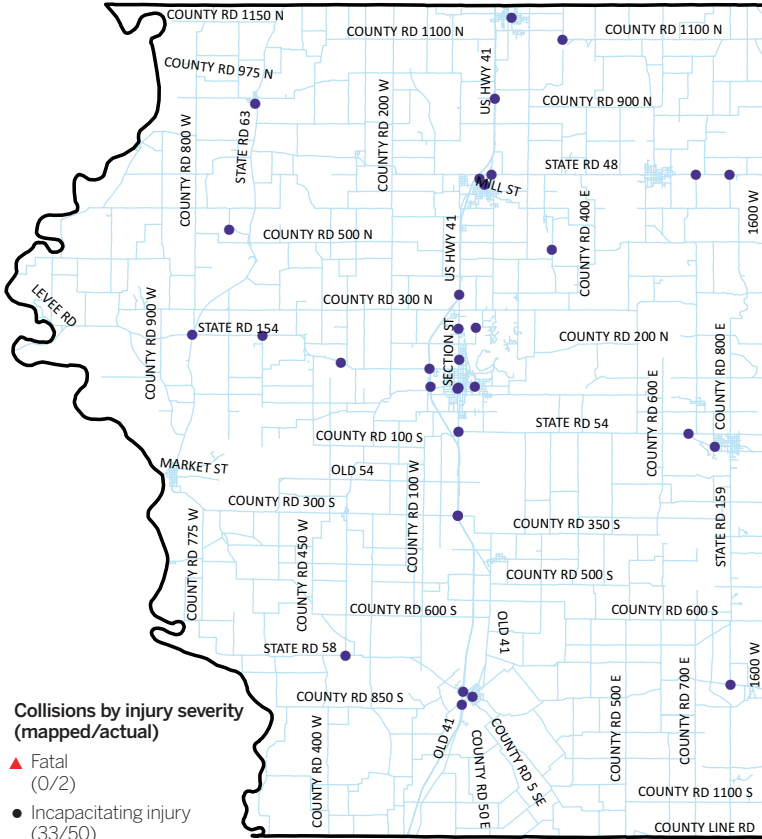 COUNTY RD 1150 N
COUNTY RD 1100 N
COUNTY RD 1100 N
COUNTY RD 975 N
COUNTY RD 200 W
US HWY 41
COUNTY RD 900 N
COUNTY RD 800 W
STATE RD 63
STATE RD 48
MILL ST
COUNTY RD 400 E
1600 W
COUNTY RD 500 N
US HWY 41
LEVEE RD
COUNTY RD 300 N
COUNTY RD 900 W
STATE RD 154
SECTION ST
COUNTY RD 200 N
COUNTY RD 800 E
COUNTY RD 600 E
STATE RD 54
COUNTY RD 100 S
MARKET ST
OLD 54
COUNTY RD 100 W
COUNTY RD 300 S
COUNTY RD 350 S
STATE RD 159
COUNTY RD 775 W
COUNTY RD 450 W
COUNTY RD 500 S
COUNTY RD 600 S
COUNTY RD 600 S
OLD 41
STATE RD 58
1600 W
COUNTY RD 850 S
COUNTY RD 500 E
COUNTY RD 700 E
COUNTY RD 400 W
OLD 41
COUNTY RD 50 E
COUNTY RD 5 SE
COUNTY RD 1100 S
COUNTY LINE RD
Collisions by injury severity
(mapped/actual)
Fatal
(0/2)
Incapacitating injury
(33/50)